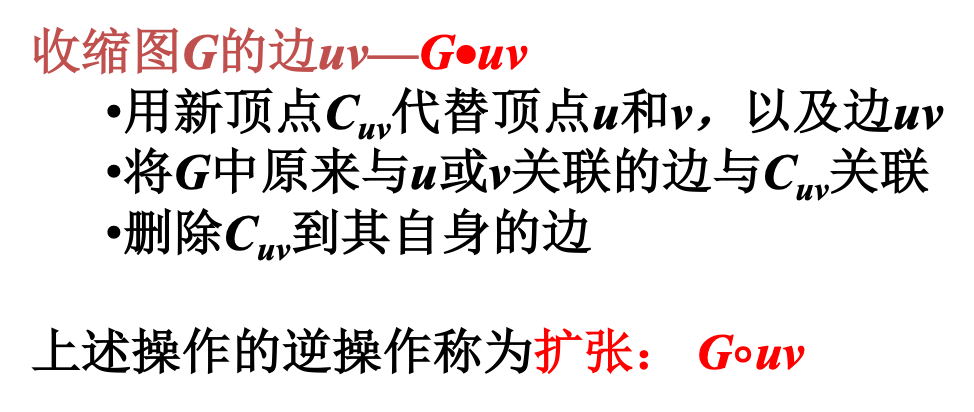 收缩图G的边uv—G•uv
•用新顶点Cuv代替顶点u和v，以及边uv
•将G中原来与u或v关联的边与Cuv关联
•删除Cuv到其自身的边
上述操作的逆操作称为扩张： G∘uv